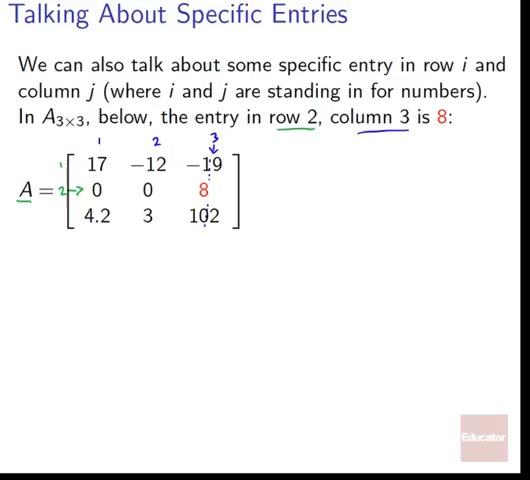 Talking About Specific Entries
We can also talk about some specific entry in row i and
column j (where i and j are standing in for numbers).
In A₃ₓ₃, below, the entry in row 2, column 3 is 8:
1 2 3
1 17 −12 −19
A = 2 0 0 8
4.2 3 102
Educator